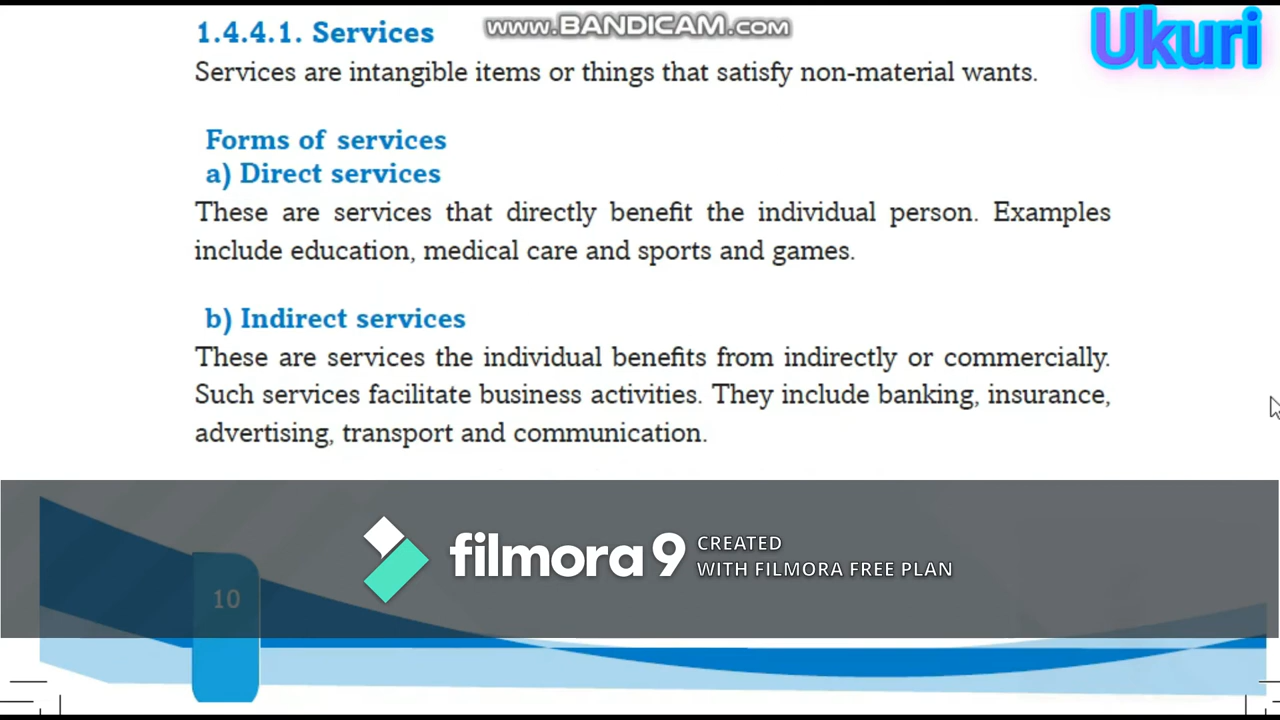 www.BANDICAM.com
Ukuri
1.4.4.1. Services
Services are intangible items or things that satisfy non-material wants.
Forms of services
a) Direct services
These are services that directly benefit the individual person. Examples
include education, medical care and sports and games.
b) Indirect services
These are services the individual benefits from indirectly or commercially.
Such services facilitate business activities. They include banking, insurance,
advertising, transport and communication.
filmora9 CREATED
WITH FILMORA FREE PLAN
10